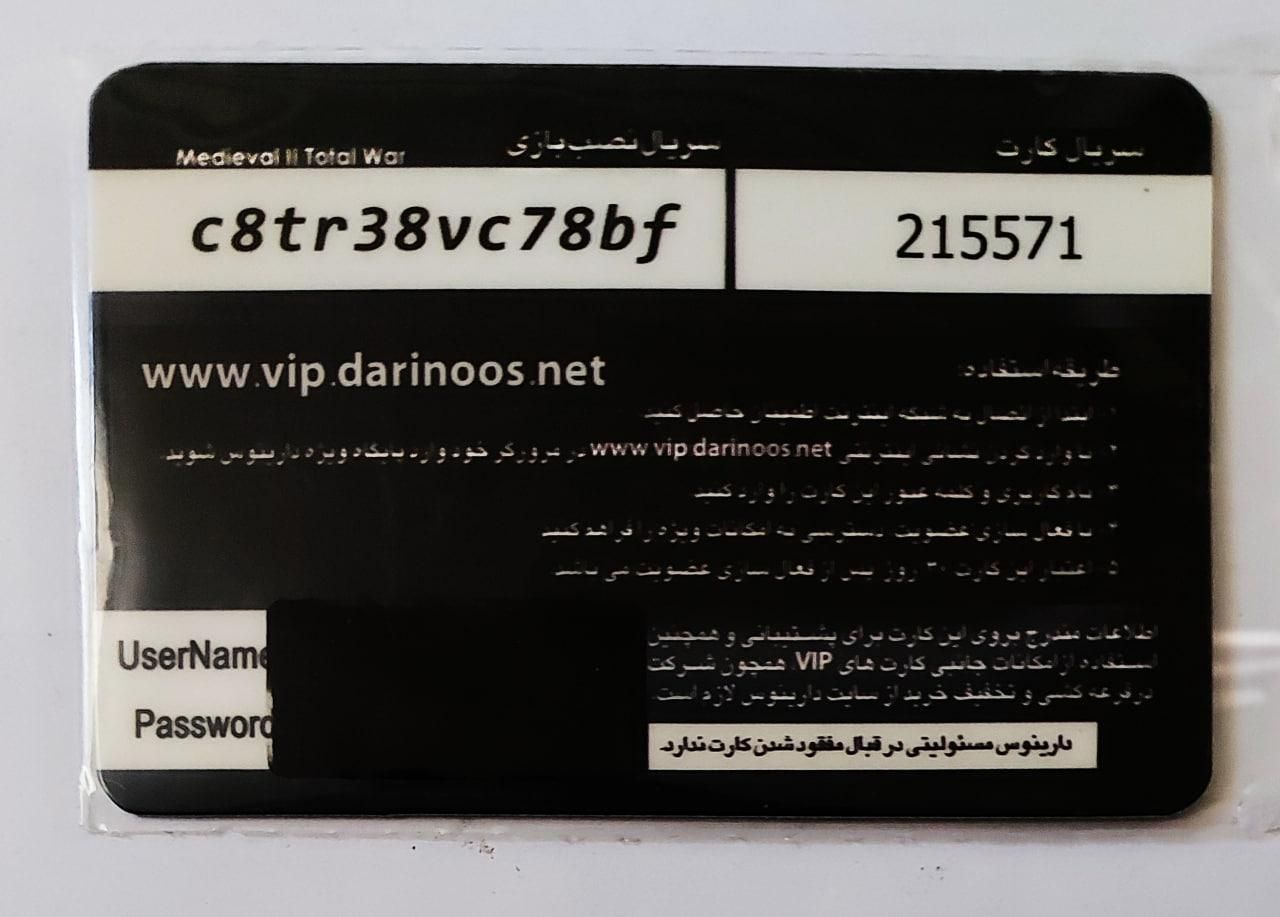 سریال کارت
سریال نصب بازی
Medieval II Total War
215571
c8tr38vc78bf
www.vip.darinoos.net
طریقه استفاده:
۱- ابتدا از اتصال به شبکه اینترنت اطمینان حاصل کنید
۲- با وارد کردن نشانی اینترنتی www.vip.darinoos.net در مرورگر خود وارد پایگاه ویژه دارینوس شوید.
۳- نام کاربری و کلمه عبور این کارت را وارد کنید
۴- با فعال سازی عضویت، دسترسی به امکانات ویژه را فراهم کنید
۵- اعتبار این کارت ۳۰ روز پس از فعال سازی عضویت می باشد
اطلاعات مندرج بروی این کارت برای پشتیبانی و همچنین
استفاده از امکانات جانبی کارت های VIP همچون شرکت
در قرعه کشی و تخفیف خرید از سایت دارینوس لازم است.
دارینوس مسئولیتی در قبال مفقود شدن کارت ندارد.
UserName
Password